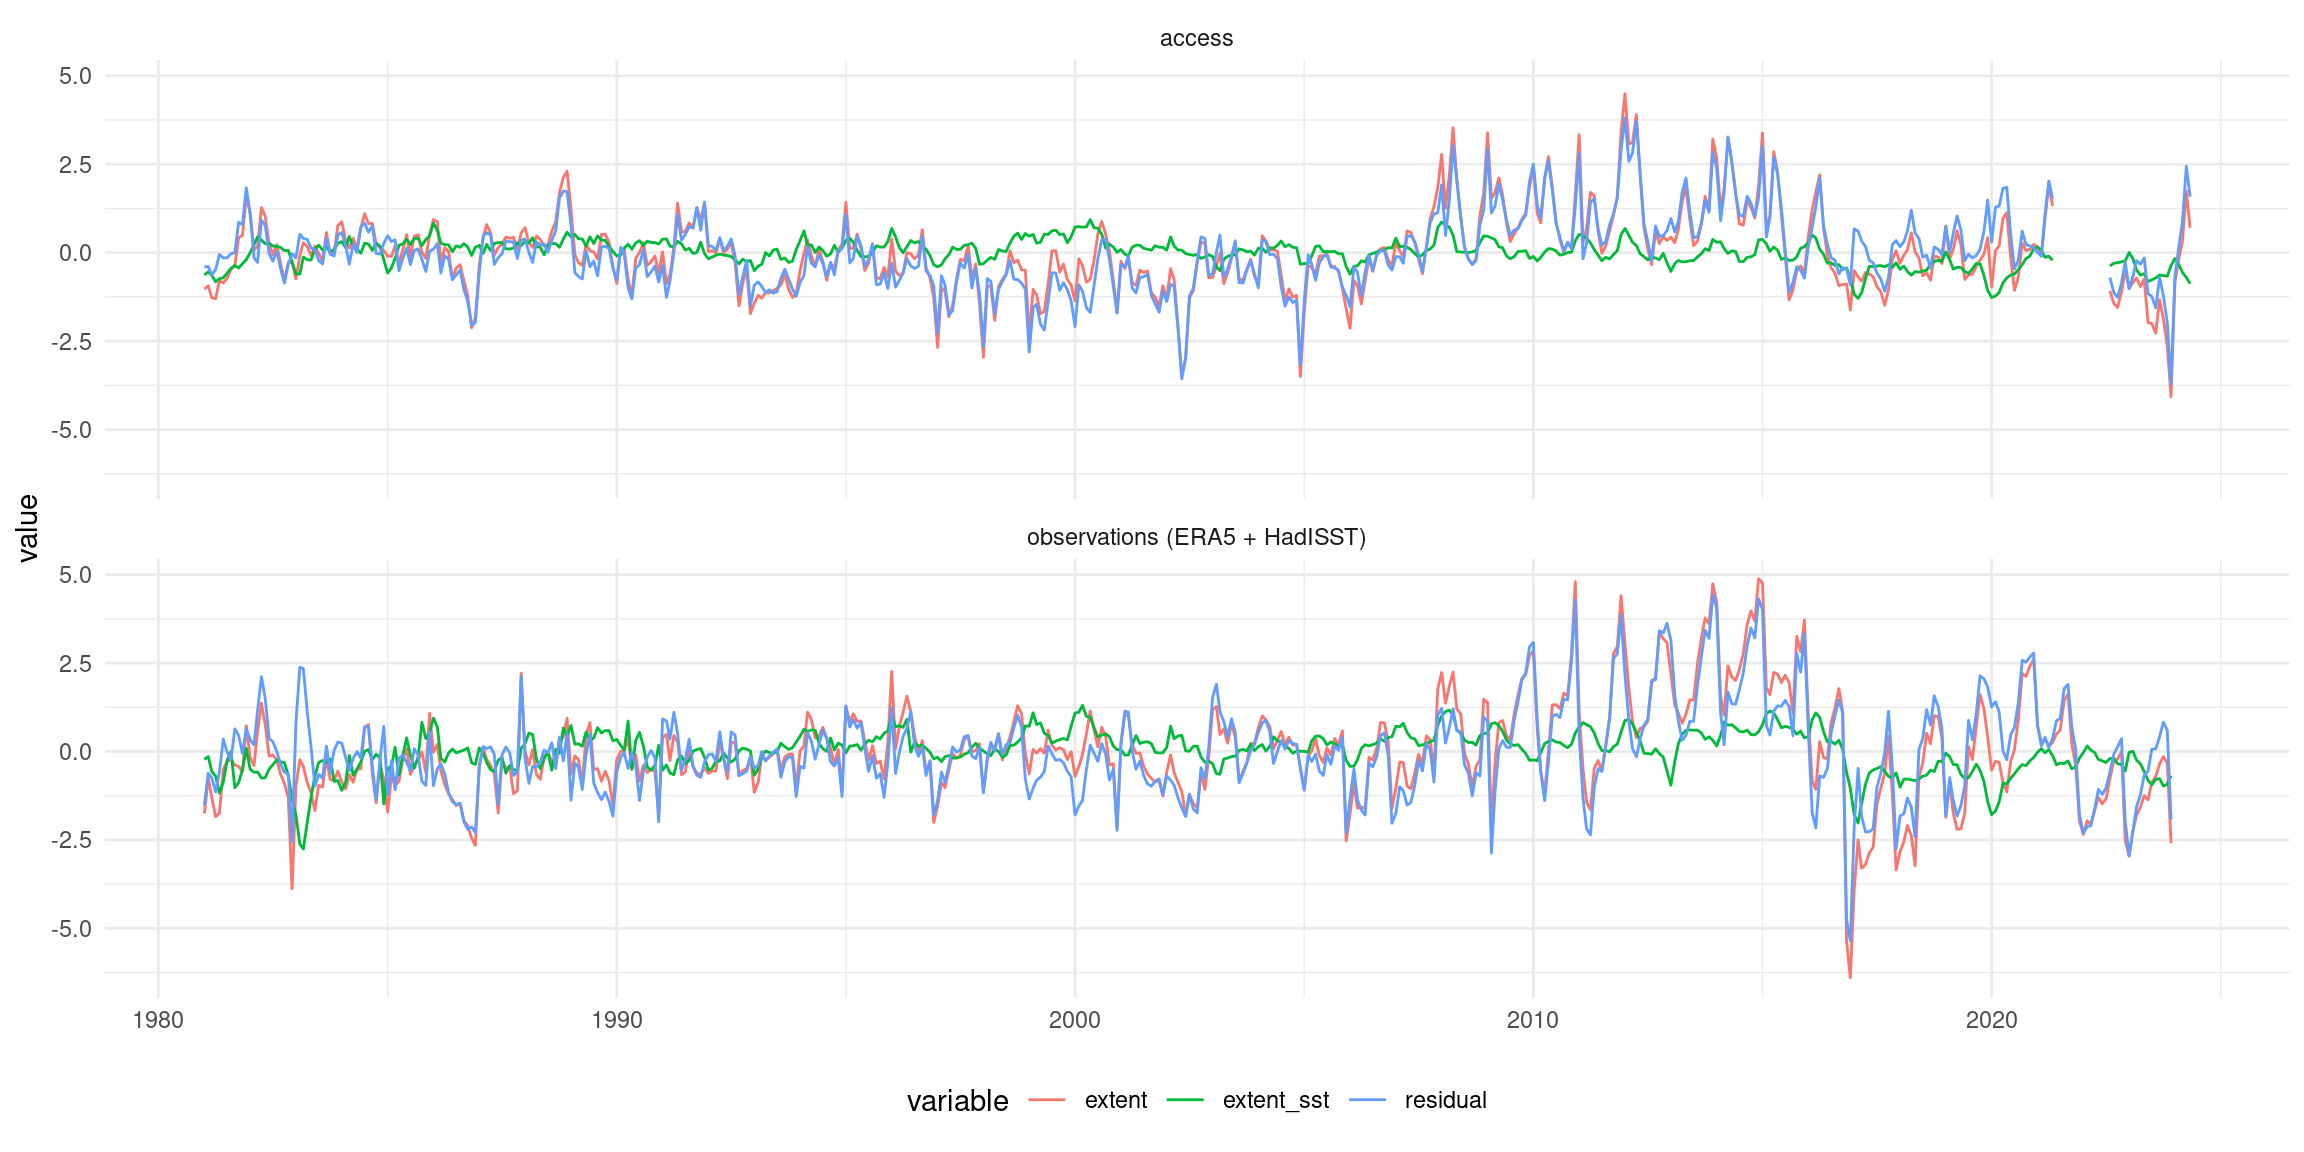 access
5.0
2.5
0.0
-2.5
-5.0
observations (ERA5 + HadISST)
5.0
2.5
0.0
-2.5
-5.0
value
1980 1990 2000 2010 2020
variable extent extent_sst residual